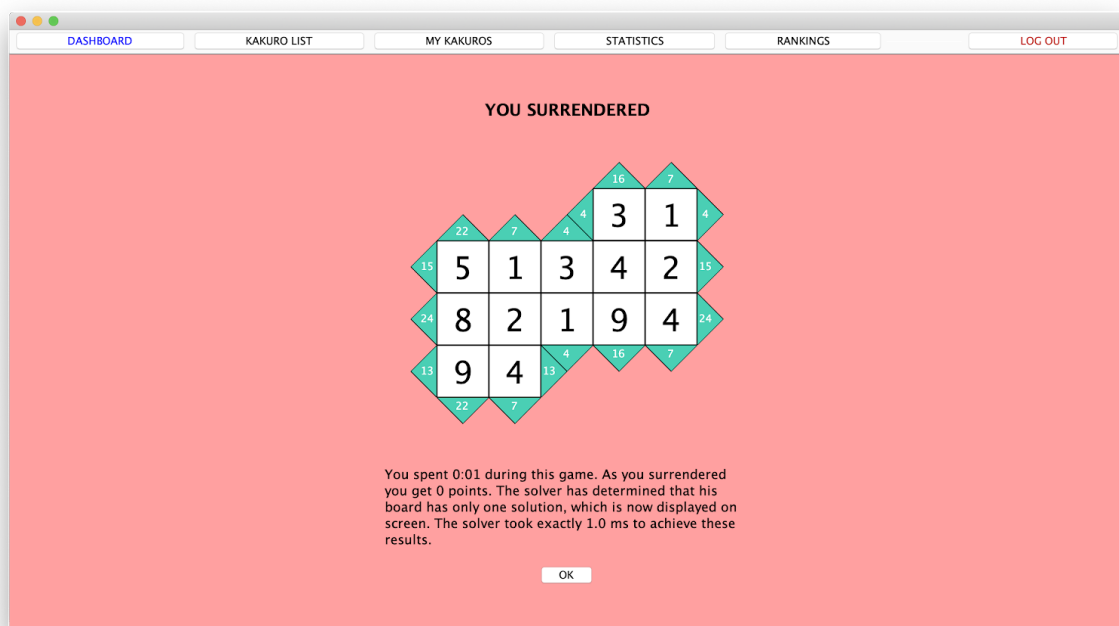 DASHBOARD KAKURO LIST MY KAKUROS STATISTICS RANKINGS LOG OUT
YOU SURRENDERED
16 7
4 3 1 4
22 7 4
15 5 1 3 4 2 15
24 8 2 1 9 4 24
4 16 7
13 9 4 13
22 7
You spent 0:01 during this game. As you surrendered
you get 0 points. The solver has determined that his
board has only one solution, which is now displayed on
screen. The solver took exactly 1.0 ms to achieve these
results.
OK